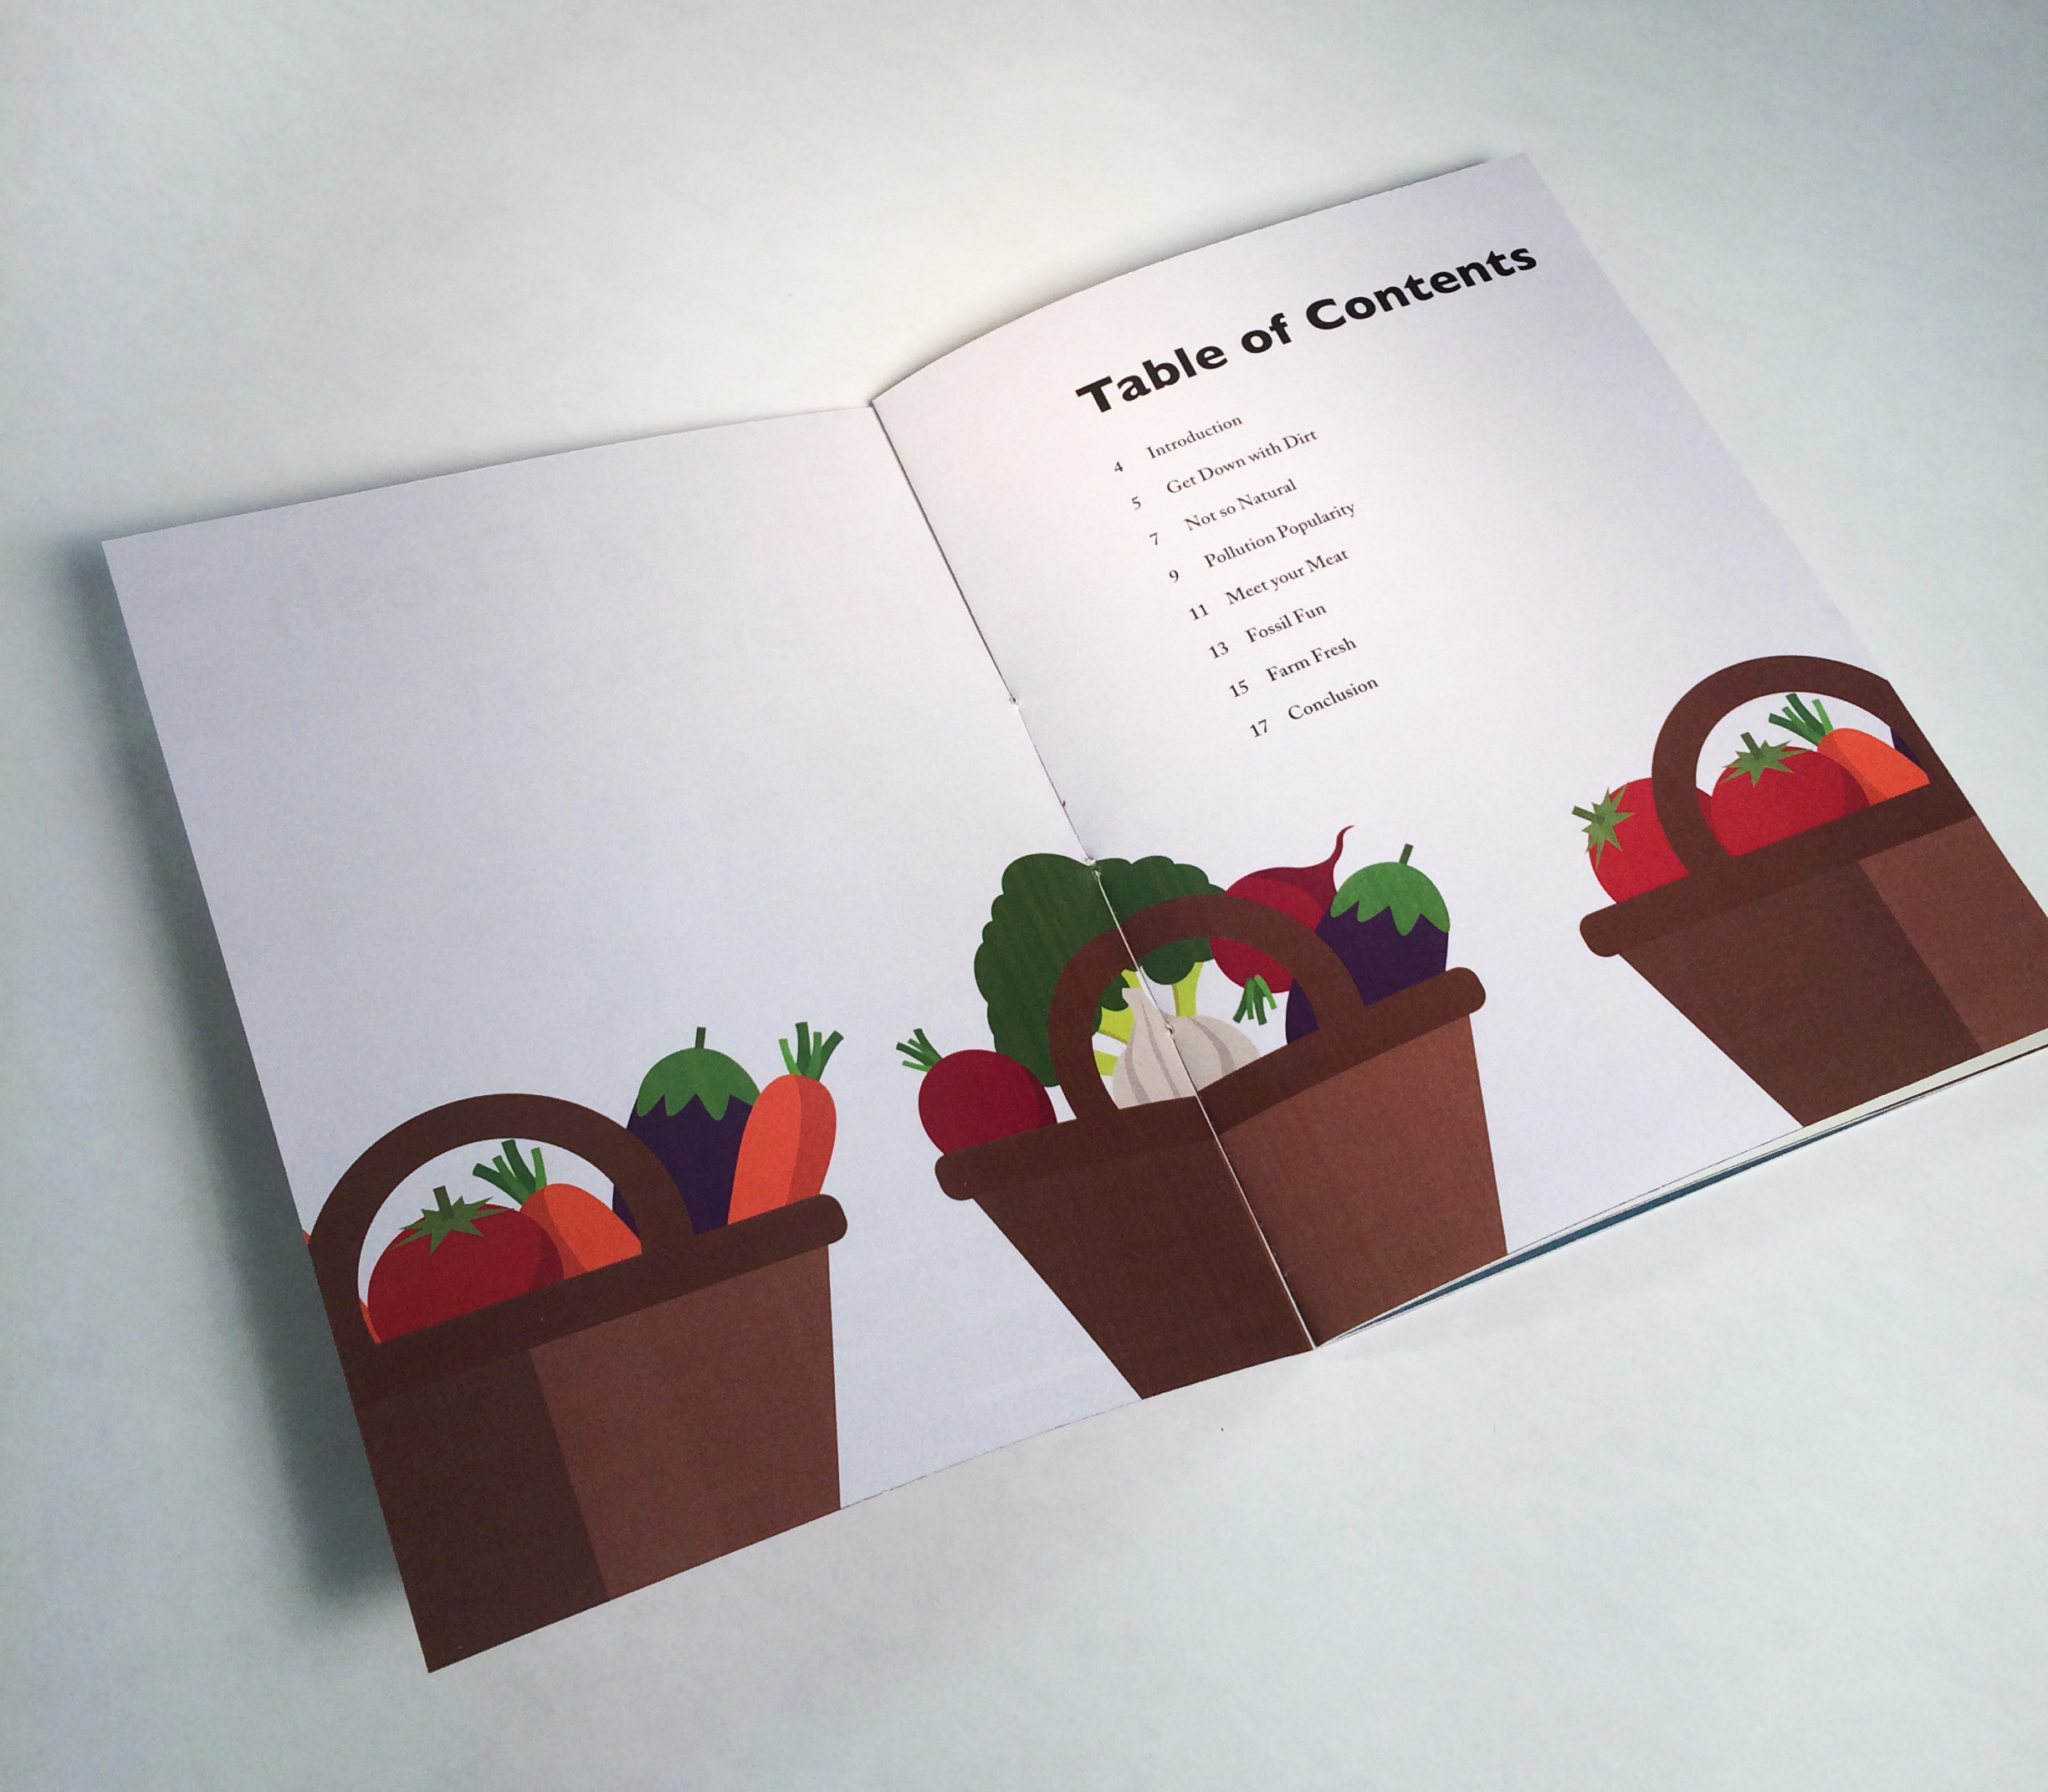 Table of Contents
4 Introduction
5 Get Down with Dirt
7 Not so Natural
9 Pollution Popularity
11 Meet your Meat
13 Fossil Fun
15 Farm Fresh
17 Conclusion